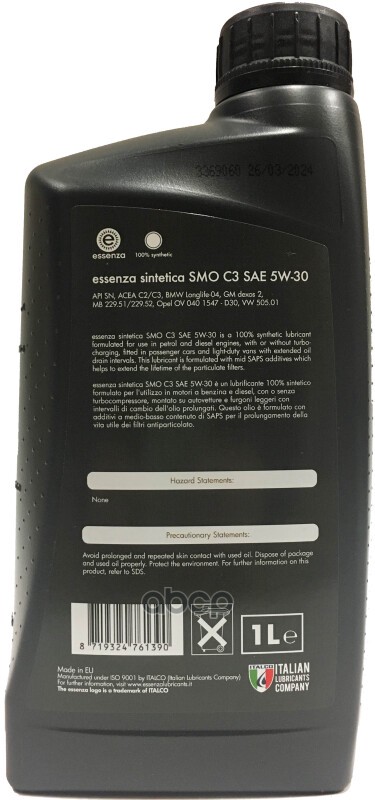 3369060 26/03/2024
essenza
100% synthetic
essenza sintetica SMO C3 SAE 5W-30
API SN, ACEA C2/C3, BMW Longlife-04, GM dexos 2,
MB 229.51/229.52, Opel OV 040 1547 - D30, VW 505.01
essenza sintetica SMO C3 SAE 5W-30 is a 100% synthetic lubricant
formulated for use in petrol and diesel engines, with or without turbo-
charging, fitted in passenger cars and light-duty vans with extended oil
drain intervals. This lubricant is formulated with mid SAPS additives which
helps to extend the lifetime of the particulate filters.
essenza sintetica SMO C3 SAE 5W-30 è un lubrificante 100% sintetico
formulato per l'utilizzo in motori a benzina e diesel, con o senza
turbocompressore, montato su autovetture e furgoni leggeri con
intervalli di cambio dell'olio prolungati. Questo olio è formulato con
additivi a medio-basso contenuto di SAPS per il prolungamento della
vita utile dei filtri antiparticolato.
Hazard Statements:
None
Precautionary Statements:
Avoid prolonged and repeated skin contact with used oil. Dispose of package
and used oil properly. Protect the environment. For further information on this
product, refer to SDS.
8 719324 761390
1L e
Made in EU
Manufactured under ISO 9001 by ITALCO (Italian Lubricants Company)
For further information, visit www.essenzalubricants.it
The essenza logo is a trademark of ITALCO
ITALCO
ITALIAN
LUBRICANTS
COMPANY